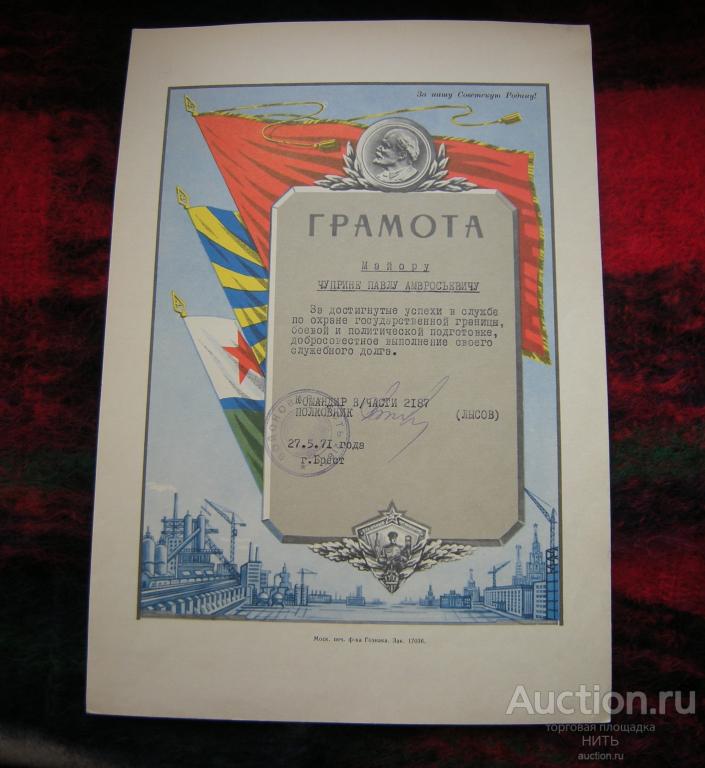 За нашу Советскую Родину!
ГРАМОТА
Майору
ЧУПРИНЕ ПАВЛУ АМВРОСЬЕВИЧУ
За достигнутые успехи в службе
по охране государственной границы,
боевой и политической подготовке,
добросовестное выполнение своего
служебного долга.
КОМАНДИР В/ЧАСТИ 2187
ПОЛКОВНИК (ЛЫСОВ)
27.5.71 года
г.Брест
Моск. печ. ф-ка Гознака. Зак. 17036.
Auction.ru
торговая площадка
НИТЬ
auction.ru